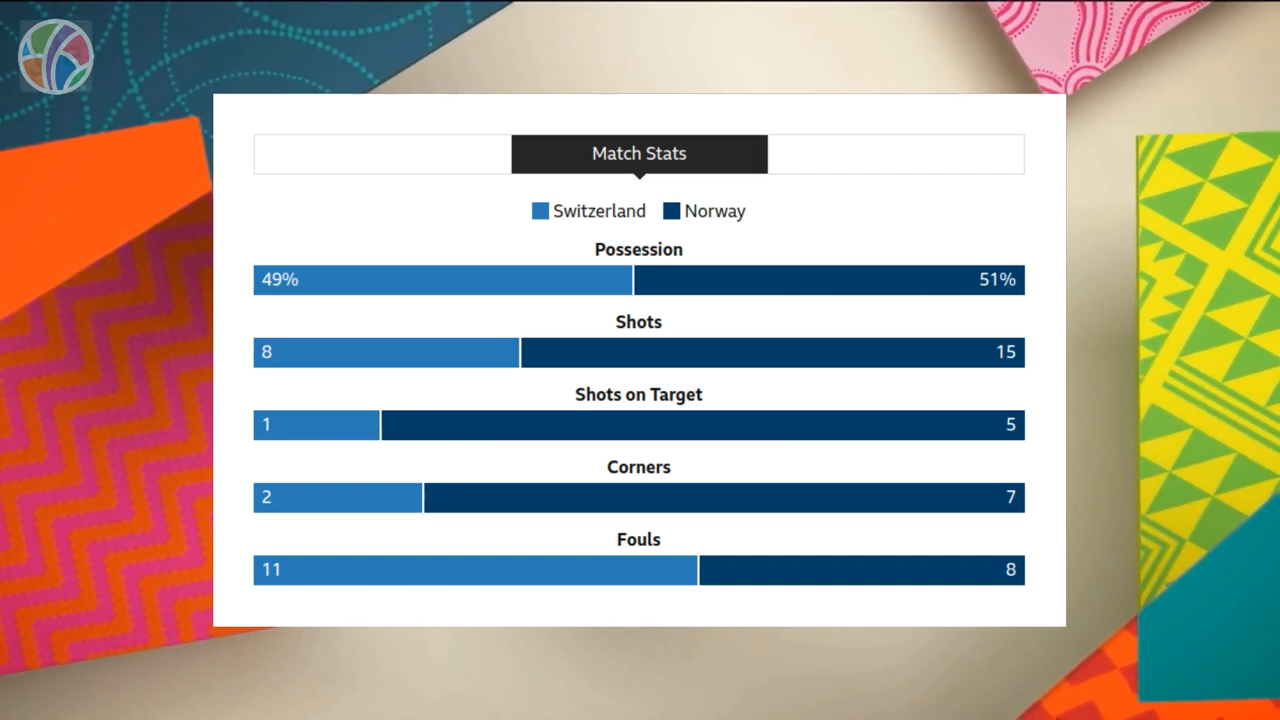 Match Stats
Switzerland Norway
Possession
49% 51%
Shots
8 15
Shots on Target
1 5
Corners
2 7
Fouls
11 8